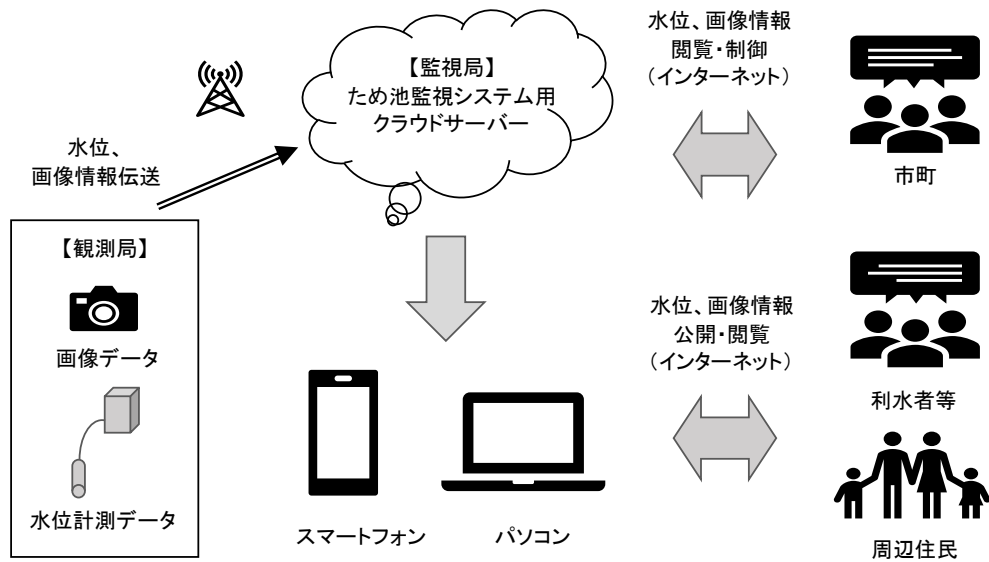 水位、
画像情報伝送
【観測局】
画像データ
水位計測データ
【監視局】
ため池監視システム用
クラウドサーバー
スマートフォン
パソコン
水位、画像情報
閲覧・制御
（インターネット）
市町
水位、画像情報
公開・閲覧
（インターネット）
利水者等
周辺住民